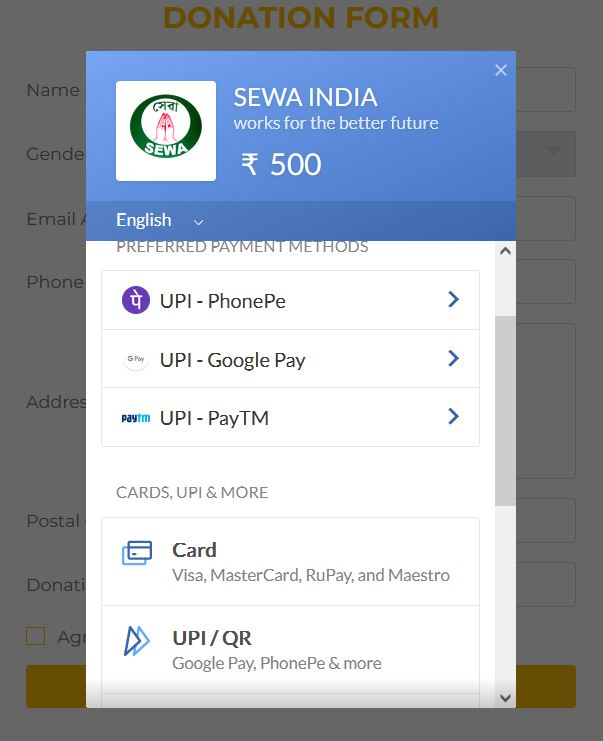 DONATION FORM
Name
SEWA INDIA
works for the better future
₹ 500
সেৱা
SEWA
Gende
English
Email A
PREFERRED PAYMENT METHODS
Phone
पे UPI - PhonePe
G Pay UPI - Google Pay
Addres
paytm UPI - PayTM
CARDS, UPI & MORE
Postal
Card
Visa, MasterCard, RuPay, and Maestro
Donati
UPI / QR
Agr
Google Pay, PhonePe & more